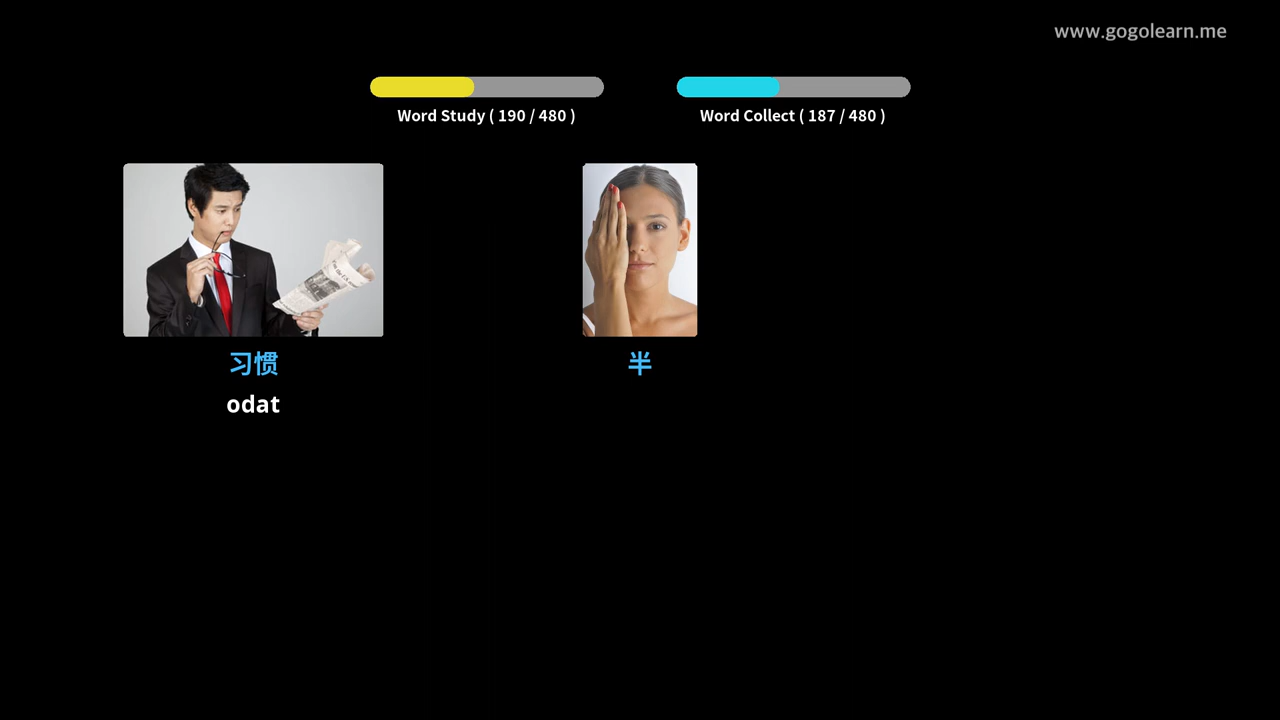 www.gogolearn.me
Word Study ( 190 / 480 )
Word Collect ( 187 / 480 )
习惯
半
odat